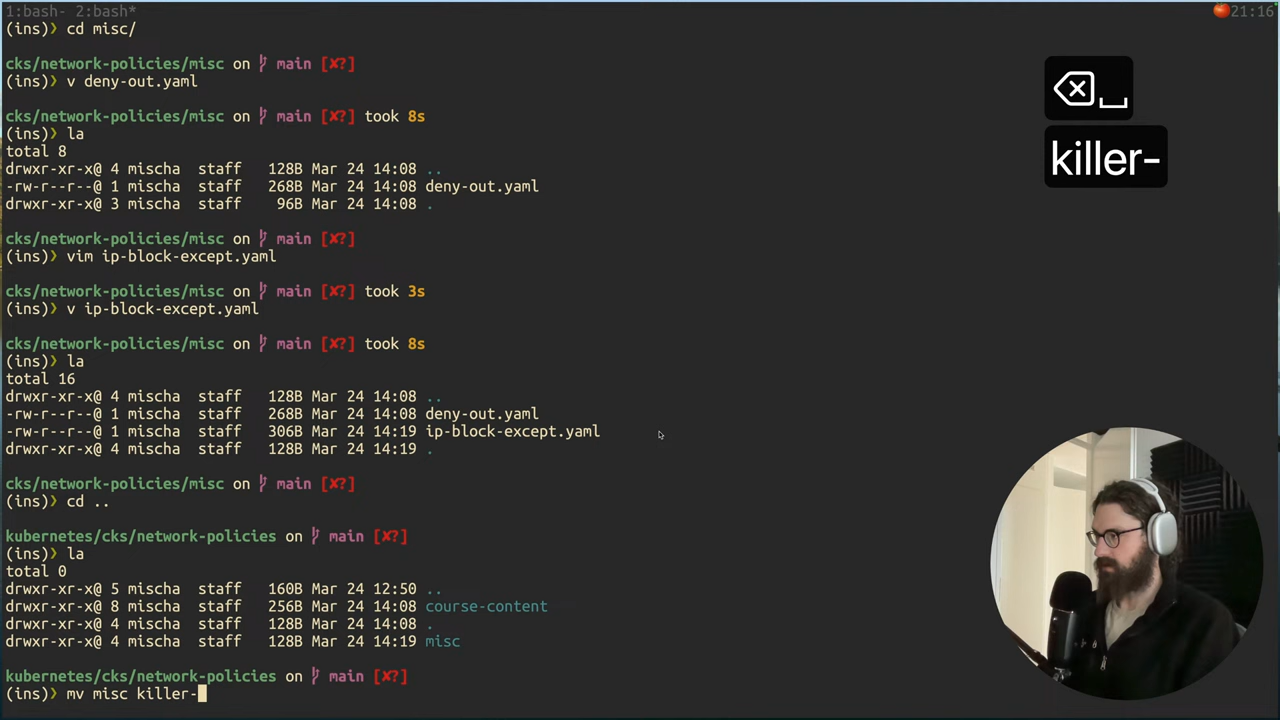 1:bash- 2:bash*
21:16
(ins)❯ cd misc/
cks/network-policies/misc on main [✘?]
(ins)❯ v deny-out.yaml
cks/network-policies/misc on main [✘?] took 8s
(ins)❯ la
total 8
drwxr-xr-x@ 4 mischa  staff   128B Mar 24 14:08 ..
-rw-r--r--@ 1 mischa  staff   268B Mar 24 14:08 deny-out.yaml
drwxr-xr-x@ 3 mischa  staff    96B Mar 24 14:08 .
cks/network-policies/misc on main [✘?]
(ins)❯ vim ip-block-except.yaml
cks/network-policies/misc on main [✘?] took 3s
(ins)❯ v ip-block-except.yaml
cks/network-policies/misc on main [✘?] took 8s
(ins)❯ la
total 16
drwxr-xr-x@ 4 mischa  staff   128B Mar 24 14:08 ..
-rw-r--r--@ 1 mischa  staff   268B Mar 24 14:08 deny-out.yaml
-rw-r--r--@ 1 mischa  staff   306B Mar 24 14:19 ip-block-except.yaml
drwxr-xr-x@ 4 mischa  staff   128B Mar 24 14:19 .
cks/network-policies/misc on main [✘?]
(ins)❯ cd ..
kubernetes/cks/network-policies on main [✘?]
(ins)❯ la
total 0
drwxr-xr-x@ 5 mischa  staff   160B Mar 24 12:50 ..
drwxr-xr-x@ 8 mischa  staff   256B Mar 24 14:08 course-content
drwxr-xr-x@ 4 mischa  staff   128B Mar 24 14:08 .
drwxr-xr-x@ 4 mischa  staff   128B Mar 24 14:19 misc
kubernetes/cks/network-policies on main [✘?]
(ins)❯ mv misc killer-
⌫␣
killer-